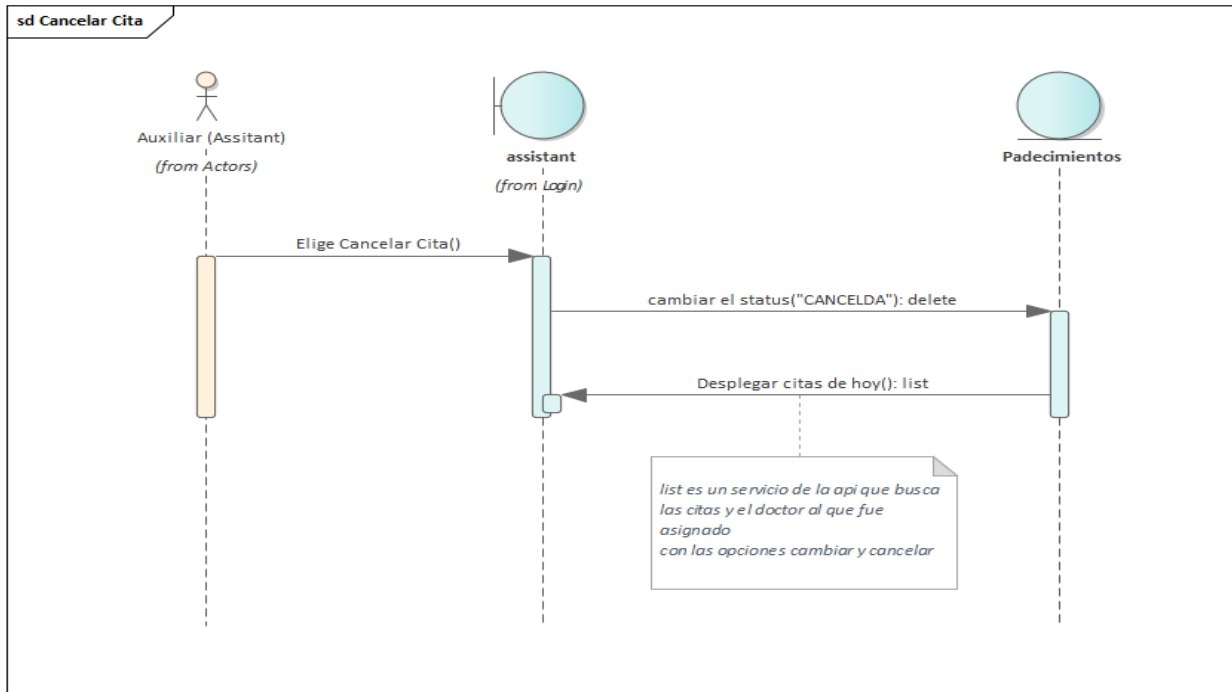 sd Cancelar Cita
Auxiliar (Assitant)
(from Actors)
assistant
(from Login)
Padecimientos
Elige Cancelar Cita()
cambiar el status("CANCELDA"): delete
Desplegar citas de hoy(): list
list es un servicio de la api que busca
las citas y el doctor al que fue
asignado
con las opciones cambiar y cancelar